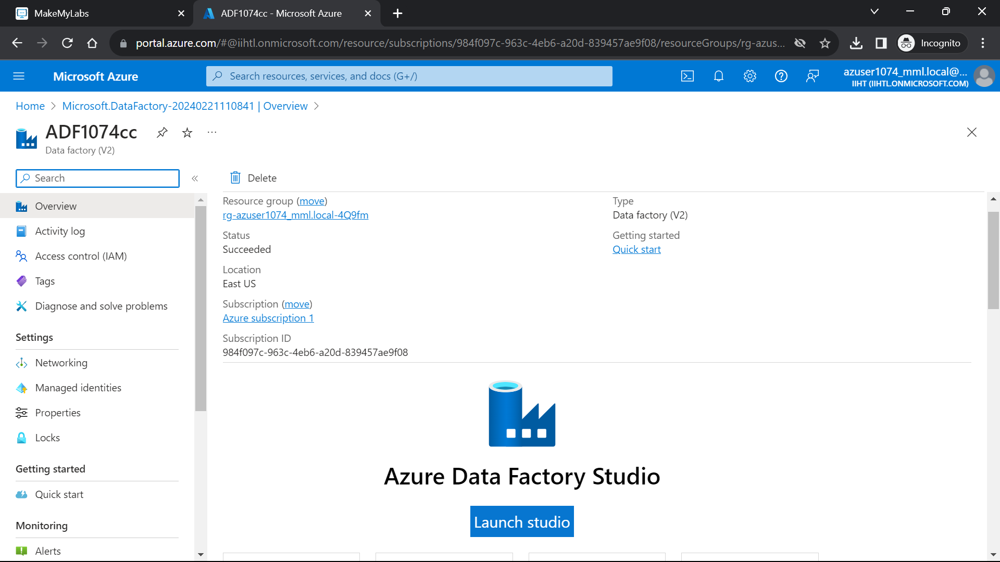 MakeMyLabs
ADF1074cc - Microsoft Azure
portal.azure.com/#@iihtl.onmicrosoft.com/resource/subscriptions/984f097c-963c-4eb6-a20d-839457ae9f08/resourceGroups/rg-azus...
Incognito
Microsoft Azure
Search resources, services, and docs (G+/)
azuser1074_mml.local@...
IIHT (IIHTL.ONMICROSOFT.COM)
Home > Microsoft.DataFactory-20240221110841 | Overview >
ADF1074cc
Data factory (V2)
Search
Delete
Overview
Activity log
Access control (IAM)
Tags
Diagnose and solve problems
Settings
Networking
Managed identities
Properties
Locks
Getting started
Quick start
Monitoring
Alerts
Resource group (move)
rg-azuser1074_mml.local-4Q9fm
Status
Succeeded
Location
East US
Subscription (move)
Azure subscription 1
Subscription ID
984f097c-963c-4eb6-a20d-839457ae9f08
Type
Data factory (V2)
Getting started
Quick start
Azure Data Factory Studio
Launch studio